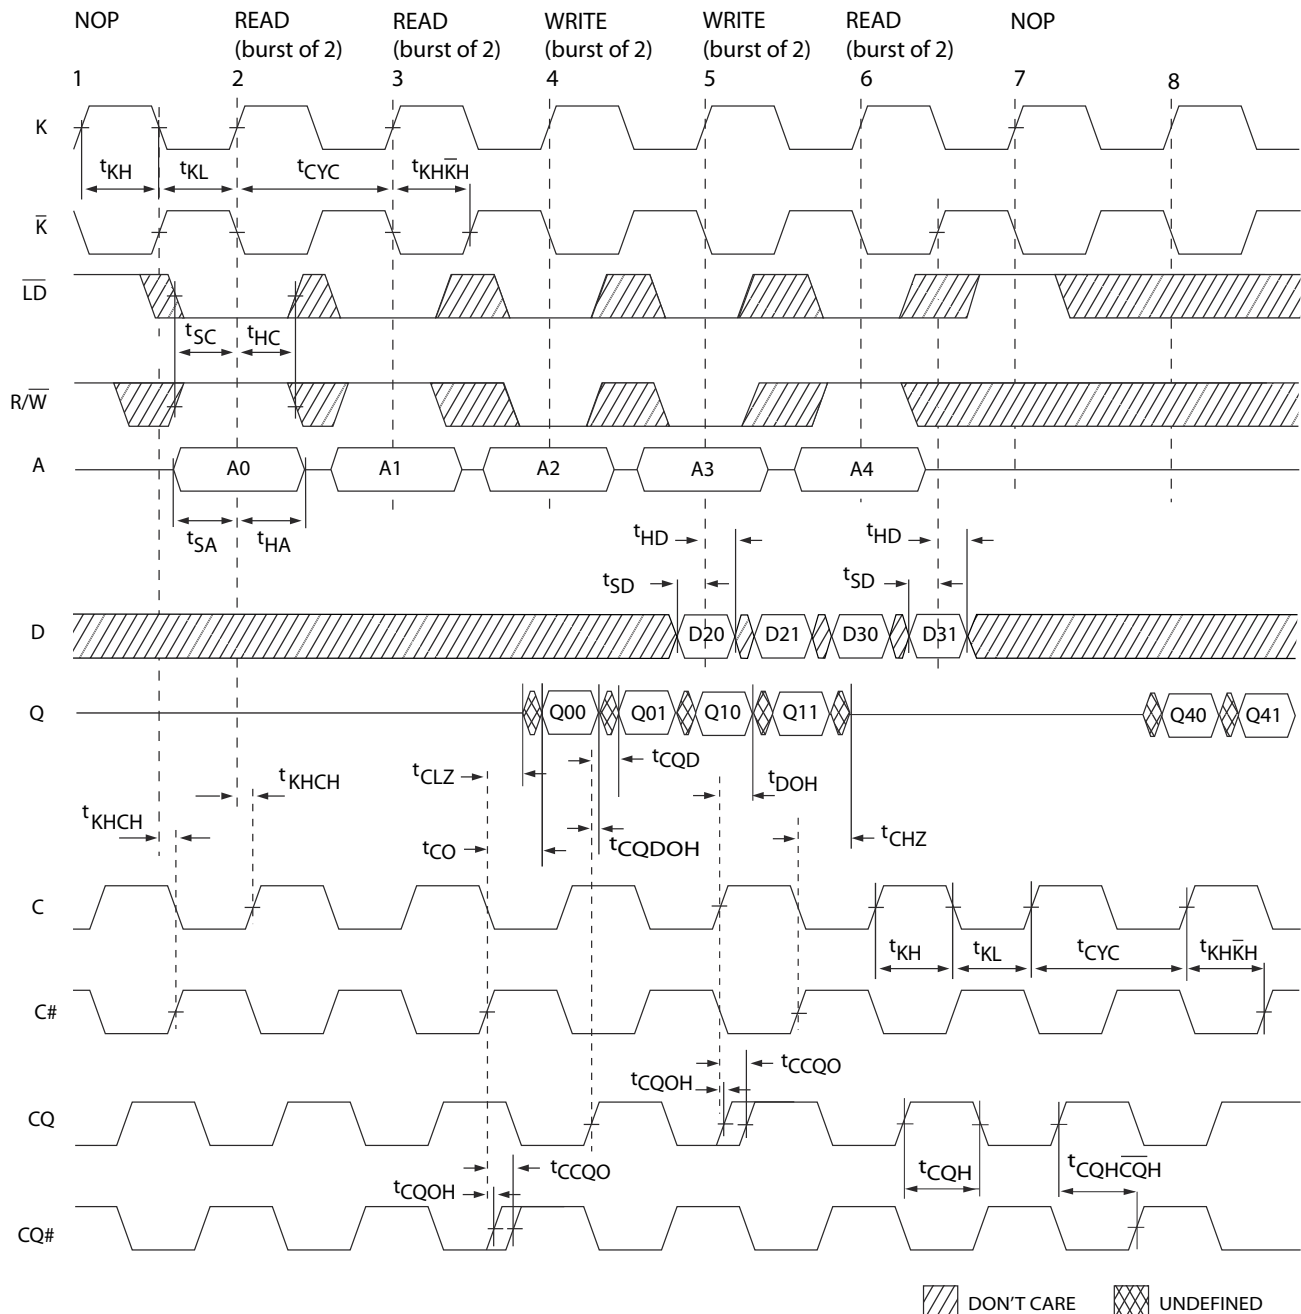 NOP READ READ WRITE WRITE READ NOP
(burst of 2) (burst of 2) (burst of 2) (burst of 2) (burst of 2)
1 2 3 4 5 6 7 8
K
tKH tKL tCYC tKHK̅H
K̅
L̅D̅
tSC tHC
R/W̅
A A0 A1 A2 A3 A4
tSA tHA tHD tHD
tSD tSD
D D20 D21 D30 D31
Q Q00 Q01 Q10 Q11 Q40 Q41
tCLZ tCQD tDOH
tKHCH
tKHCH
tCO tCQDOH tCHZ
C
tKH tKL tCYC tKHK̅H
C#
tCCQO
tCQOH
CQ
tCCQO tCQH tCQHC̅Q̅H
tCQOH
CQ#
DON'T CARE UNDEFINED